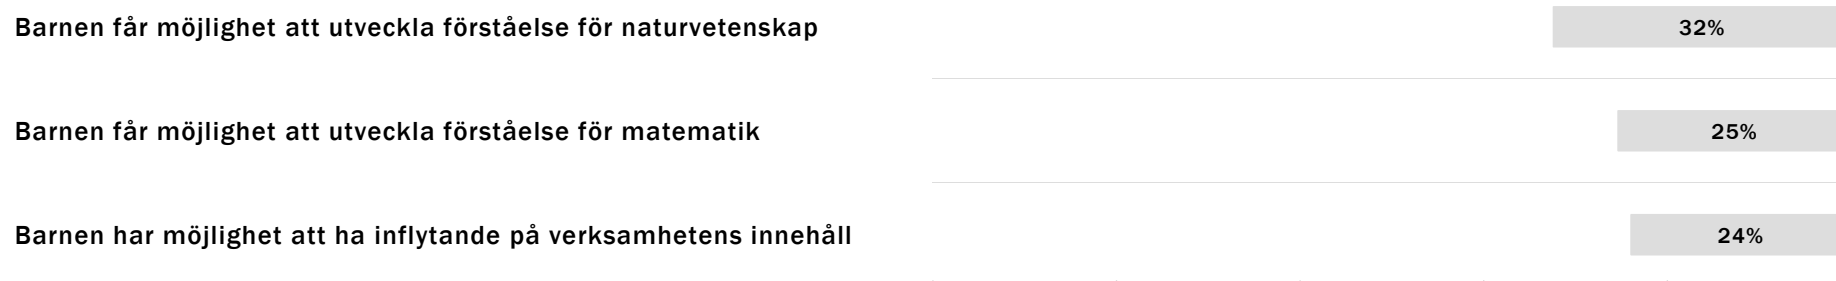 Barnen får möjlighet att utveckla förståelse för naturvetenskap 32%
Barnen får möjlighet att utveckla förståelse för matematik 25%
Barnen har möjlighet att ha inflytande på verksamhetens innehåll 24%